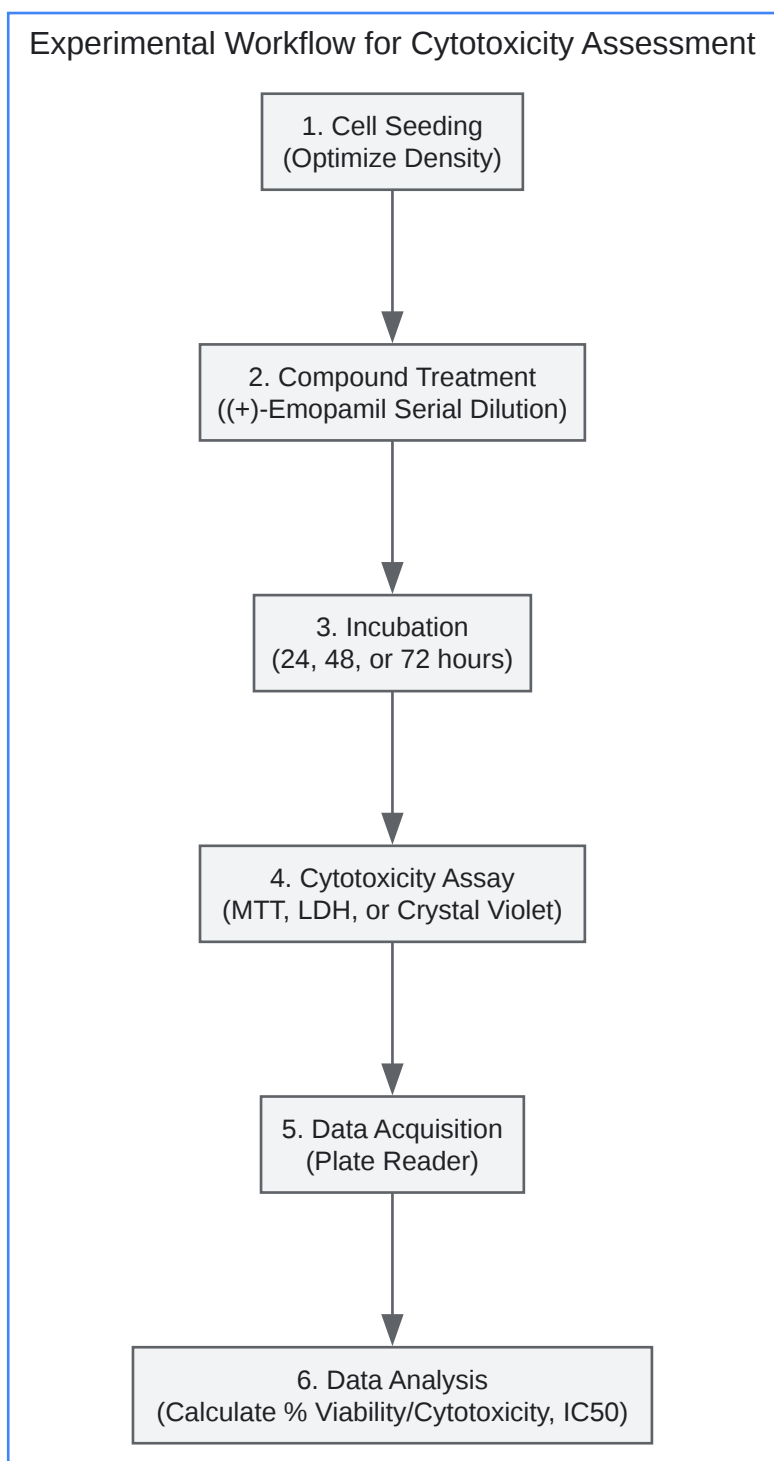 Experimental Workflow for Cytotoxicity Assessment
1. Cell Seeding
(Optimize Density)
2. Compound Treatment
((+)-Emopamil Serial Dilution)
3. Incubation
(24, 48, or 72 hours)
4. Cytotoxicity Assay
(MTT, LDH, or Crystal Violet)
5. Data Acquisition
(Plate Reader)
6. Data Analysis
(Calculate % Viability/Cytotoxicity, IC50)